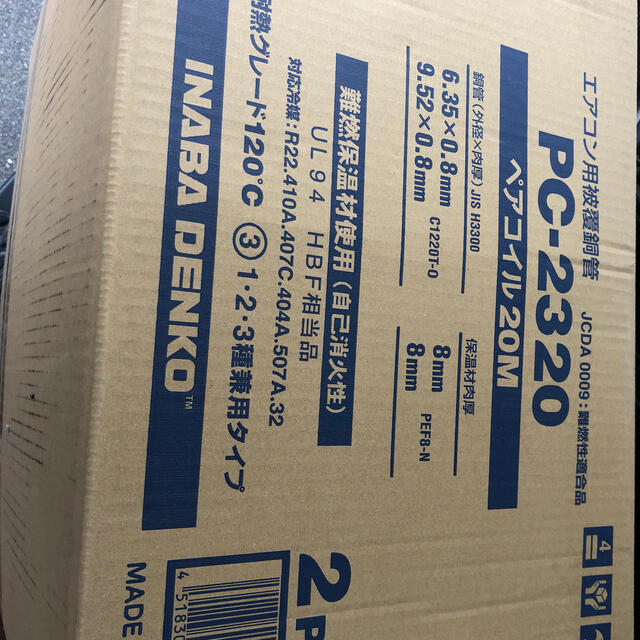 エアコン用被覆銅管 JCDA 0009：難燃性適合品
PC-2320
ペアコイル20M
銅管（外径×肉厚）JIS H3300
6.35×0.8mm
9.52×0.8mm
C1220T-O
保温材肉厚
8mm
8mm
PEF8-N
難燃保温材使用（自己消火性）
UL94 HBF相当品
対応冷媒：R22.410A.407C.404A.507A.32
耐熱グレード120℃ ③1・2・3種兼用タイプ
INABA DENKO™
4
2P
MADE